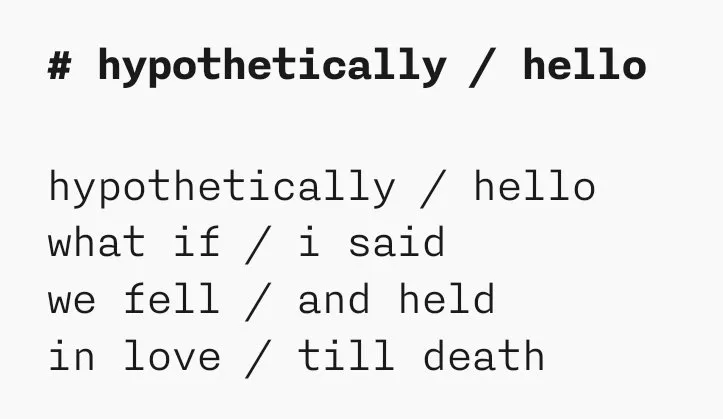 # hypothetically / hello
hypothetically / hello
what if / i said
we fell / and held
in love / till death